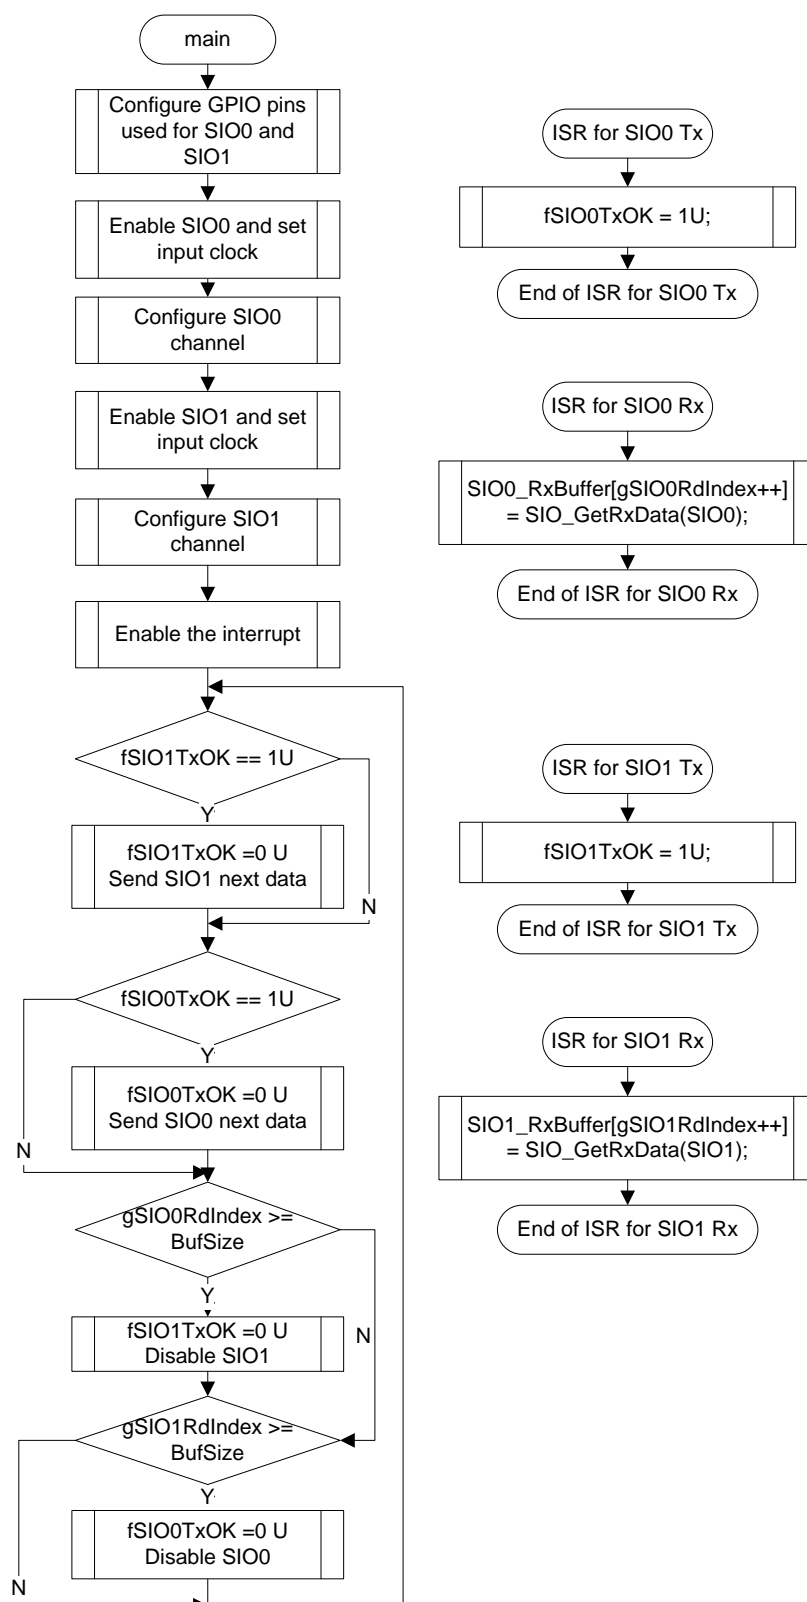 main
Configure GPIO pins
used for SIO0 and
SIO1
Enable SIO0 and set
input clock
Configure SIO0
channel
Enable SIO1 and set
input clock
Configure SIO1
channel
Enable the interrupt
fSIO1TxOK == 1U
Y
fSIO1TxOK =0 U
Send SIO1 next data
N
fSIO0TxOK == 1U
Y
fSIO0TxOK =0 U
Send SIO0 next data
N
gSIO0RdIndex >=
BufSize
Y
fSIO1TxOK =0 U
Disable SIO1
N
gSIO1RdIndex >=
BufSize
Y
fSIO0TxOK =0 U
Disable SIO0
N
ISR for SIO0 Tx
fSIO0TxOK = 1U;
End of ISR for SIO0 Tx
ISR for SIO0 Rx
SIO0_RxBuffer[gSIO0RdIndex++]
= SIO_GetRxData(SIO0);
End of ISR for SIO0 Rx
ISR for SIO1 Tx
fSIO1TxOK = 1U;
End of ISR for SIO1 Tx
ISR for SIO1 Rx
SIO1_RxBuffer[gSIO1RdIndex++]
= SIO_GetRxData(SIO1);
End of ISR for SIO1 Rx